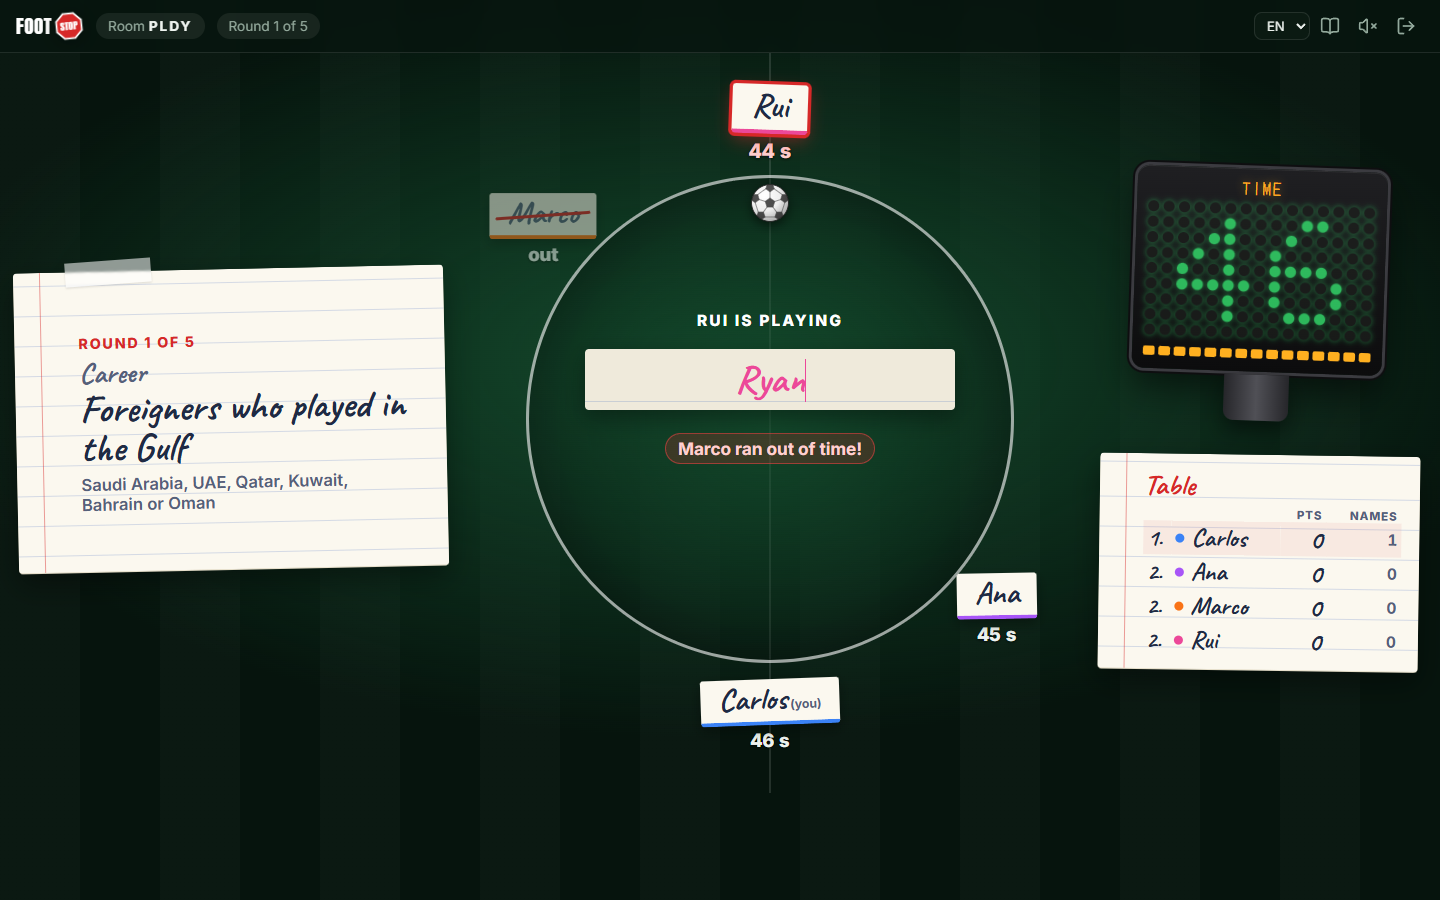 FOOT STOP
Room PLDY
Round 1 of 5
EN
Rui
44 s
Marco
out
TIME
46
ROUND 1 OF 5
Career
Foreigners who played in
the Gulf
Saudi Arabia, UAE, Qatar, Kuwait,
Bahrain or Oman
RUI IS PLAYING
Ryan
Marco ran out of time!
Ana
45 s
Carlos (you)
46 s
Table
PTS NAMES
1. Carlos 0 1
2. Ana 0 0
2. Marco 0 0
2. Rui 0 0